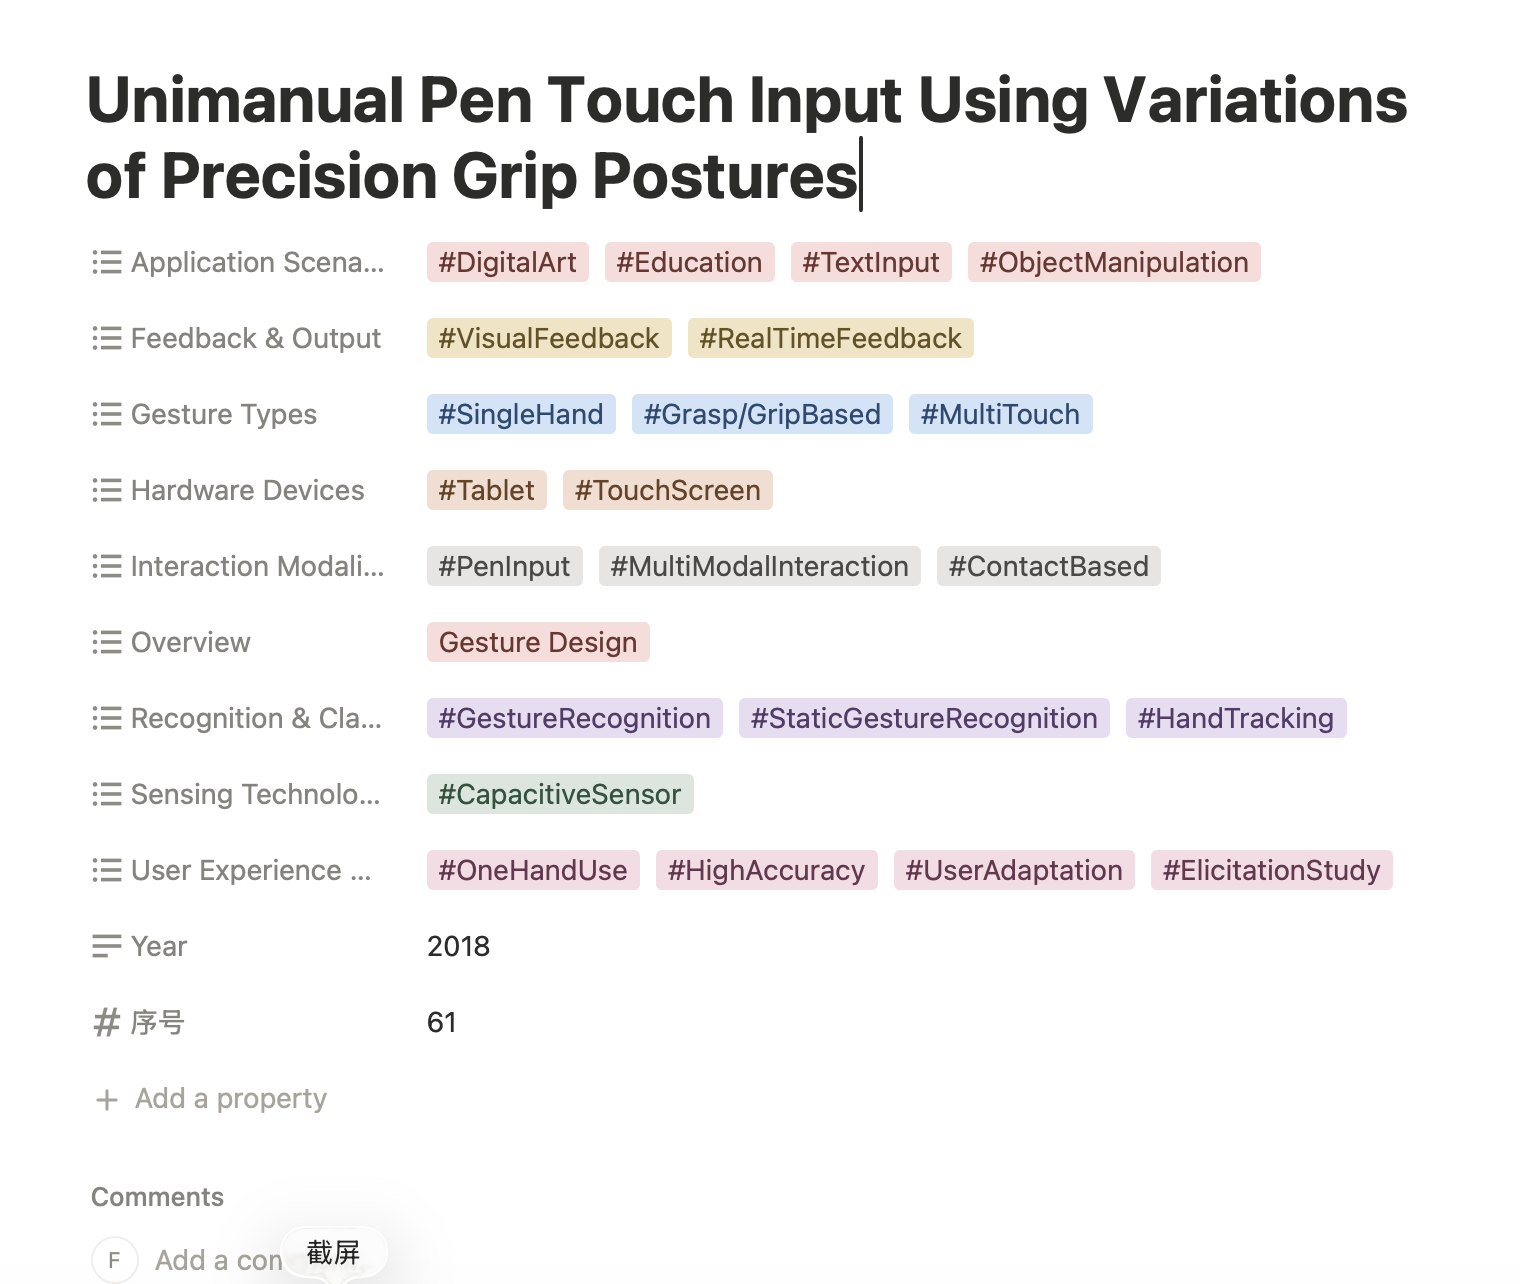 Unimanual Pen Touch Input Using Variations
of Precision Grip Postures
Application Scena... #DigitalArt #Education #TextInput #ObjectManipulation
Feedback & Output #VisualFeedback #RealTimeFeedback
Gesture Types #SingleHand #Grasp/GripBased #MultiTouch
Hardware Devices #Tablet #TouchScreen
Interaction Modali... #PenInput #MultiModalInteraction #ContactBased
Overview Gesture Design
Recognition & Cla... #GestureRecognition #StaticGestureRecognition #HandTracking
Sensing Technolo... #CapacitiveSensor
User Experience ... #OneHandUse #HighAccuracy #UserAdaptation #ElicitationStudy
Year 2018
序号 61
Add a property
Comments
F Add a con
截屏